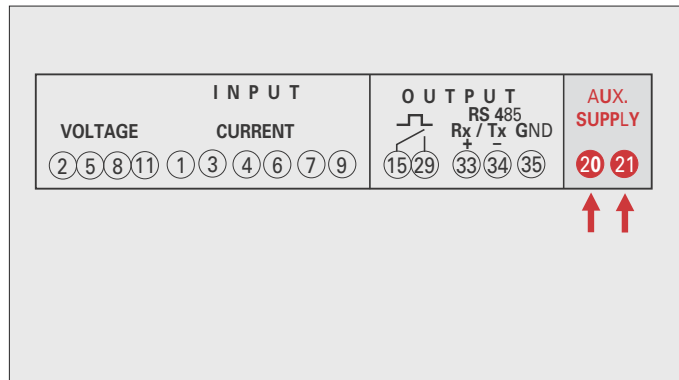 INPUT
VOLTAGE CURRENT
2 5 8 11 1 3 4 6 7 9
OUTPUT
RS 485
Rx / Tx GND
+ −
15 29 33 34 35
AUX.
SUPPLY
20 21